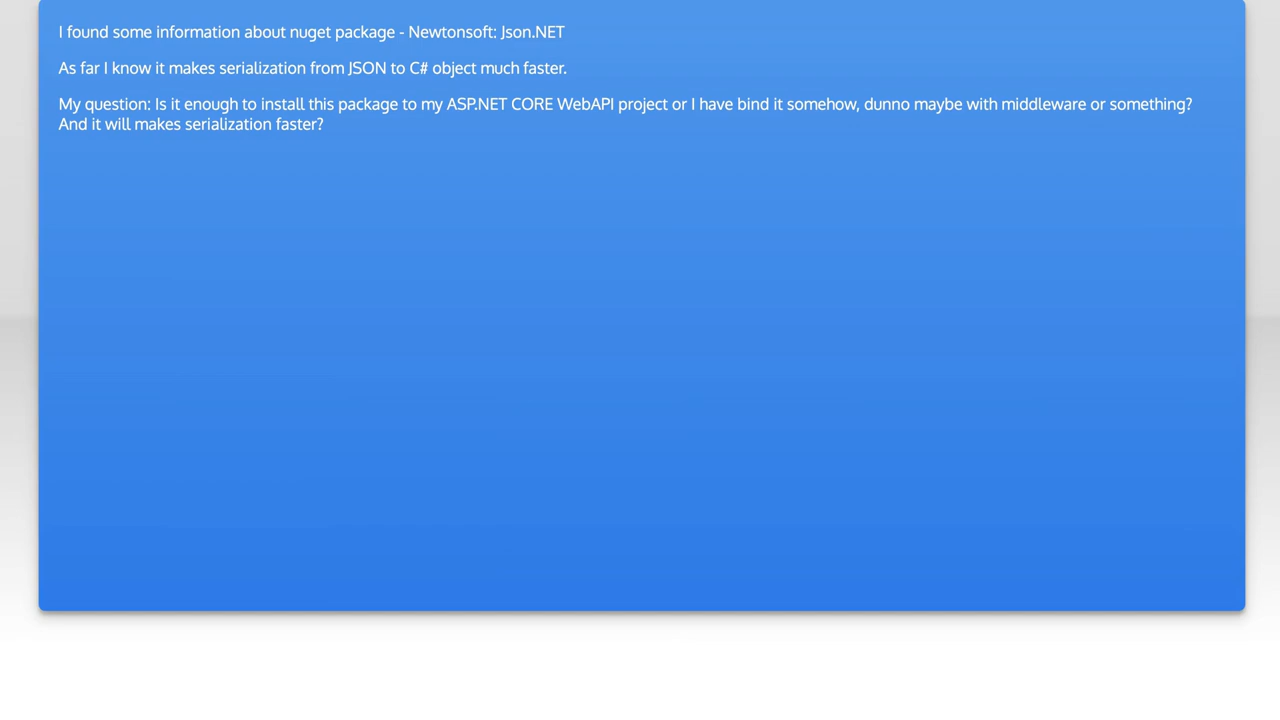 I found some information about nuget package - Newtonsoft: Json.NET
As far I know it makes serialization from JSON to C# object much faster.
My question: Is it enough to install this package to my ASP.NET CORE WebAPI project or I have bind it somehow, dunno maybe with middleware or something?
And it will makes serialization faster?